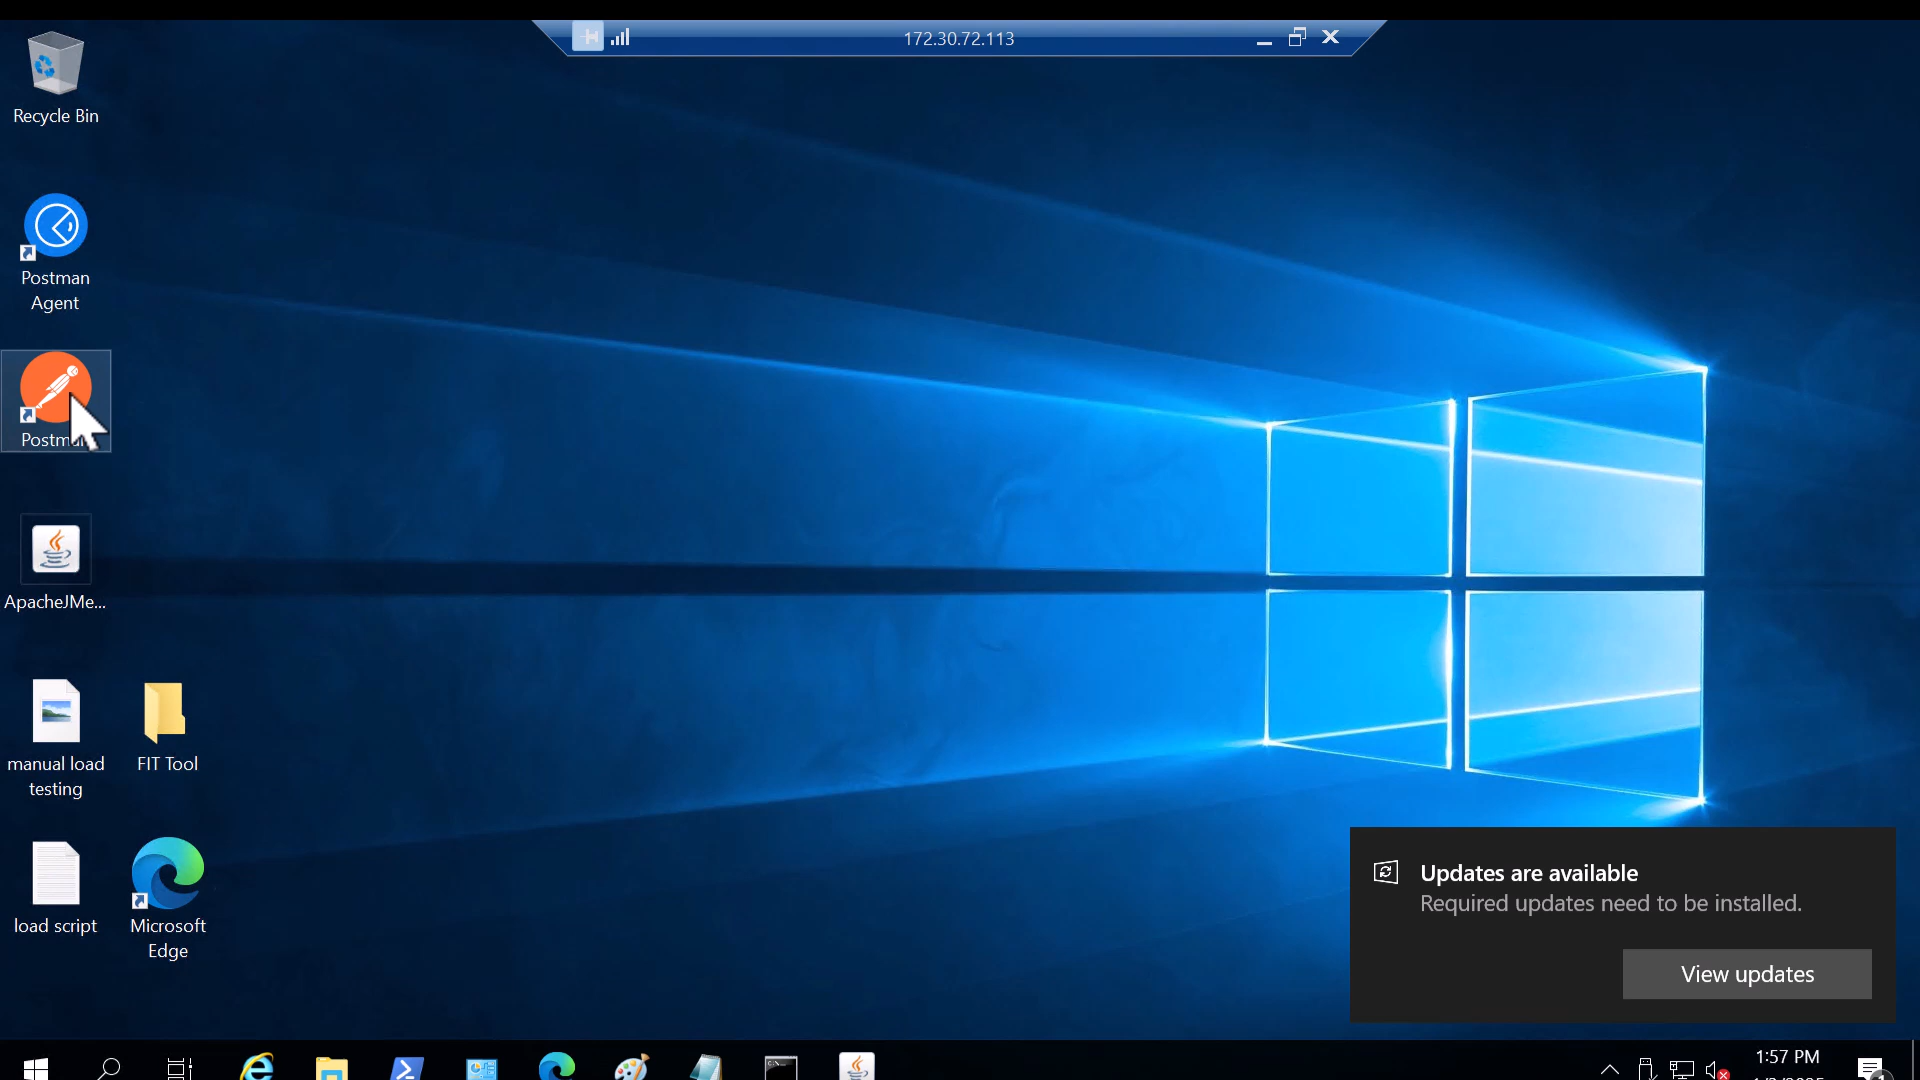 172.30.72.113
Recycle Bin
Postman
Agent
ApacheJMe...
manual load
testing
FIT Tool
load script
Microsoft
Edge
Updates are available
Required updates need to be installed.
View updates
1:57 PM